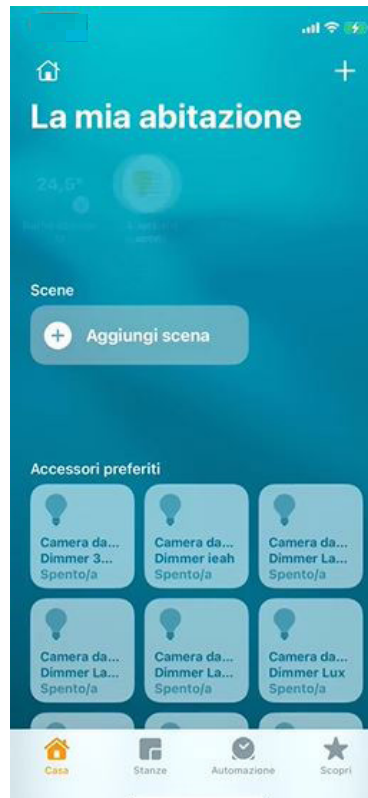 La mia abitazione
24,5°
Scene
Aggiungi scena
Accessori preferiti
Camera da...
Dimmer 3...
Spento/a
Camera da...
Dimmer ieah
Spento/a
Camera da...
Dimmer La...
Spento/a
Camera da...
Dimmer La...
Spento/a
Camera da...
Dimmer La...
Spento/a
Camera da...
Dimmer Lux
Spento/a
Casa
Stanze
Automazione
Scopri